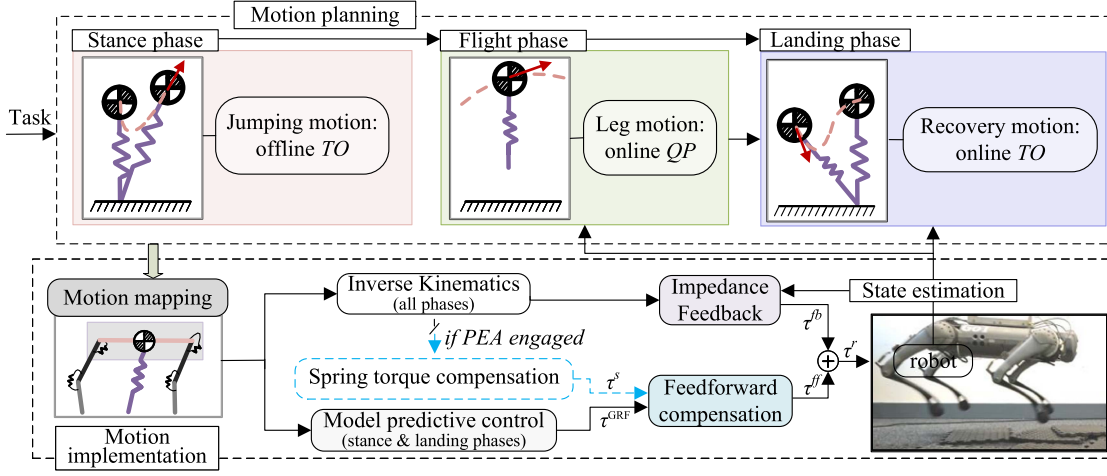 Motion planning
Stance phase
Flight phase
Landing phase
Task
Jumping motion:
offline TO
Leg motion:
online QP
Recovery motion:
online TO
Motion mapping
Inverse Kinematics
(all phases)
Impedance
Feedback
State estimation
if PEA engaged
τ^fb
Spring torque compensation
τ^s
Feedforward
compensation
τ^ff
τ^r
robot
Model predictive control
(stance & landing phases)
τ^GRF
Motion
implementation